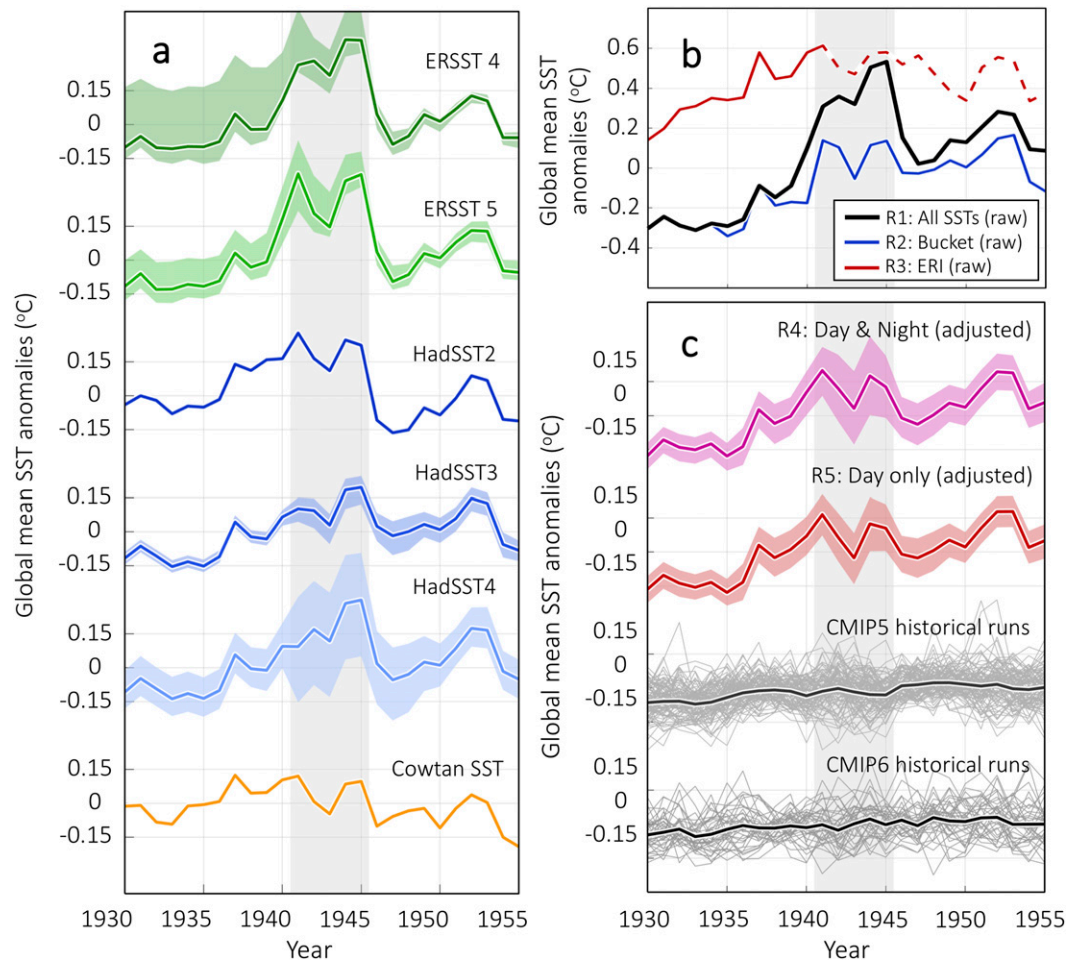 a
Global mean SST anomalies (°C)
ERSST 4
0.15
0
-0.15
ERSST 5
0.15
0
-0.15
HadSST2
0.15
0
-0.15
HadSST3
0.15
0
-0.15
HadSST4
0.15
0
-0.15
Cowtan SST
0.15
0
-0.15
1930 1935 1940 1945 1950 1955
Year
b
Global mean SST
anomalies (°C)
0.6
0.2
-0.2
-0.4
R1: All SSTs (raw)
R2: Bucket (raw)
R3: ERI (raw)
c
Global mean SST anomalies (°C)
R4: Day & Night (adjusted)
0.15
0
-0.15
R5: Day only (adjusted)
0.15
0
-0.15
CMIP5 historical runs
0.15
0
-0.15
CMIP6 historical runs
0.15
0
-0.15
1930 1935 1940 1945 1950 1955
Year